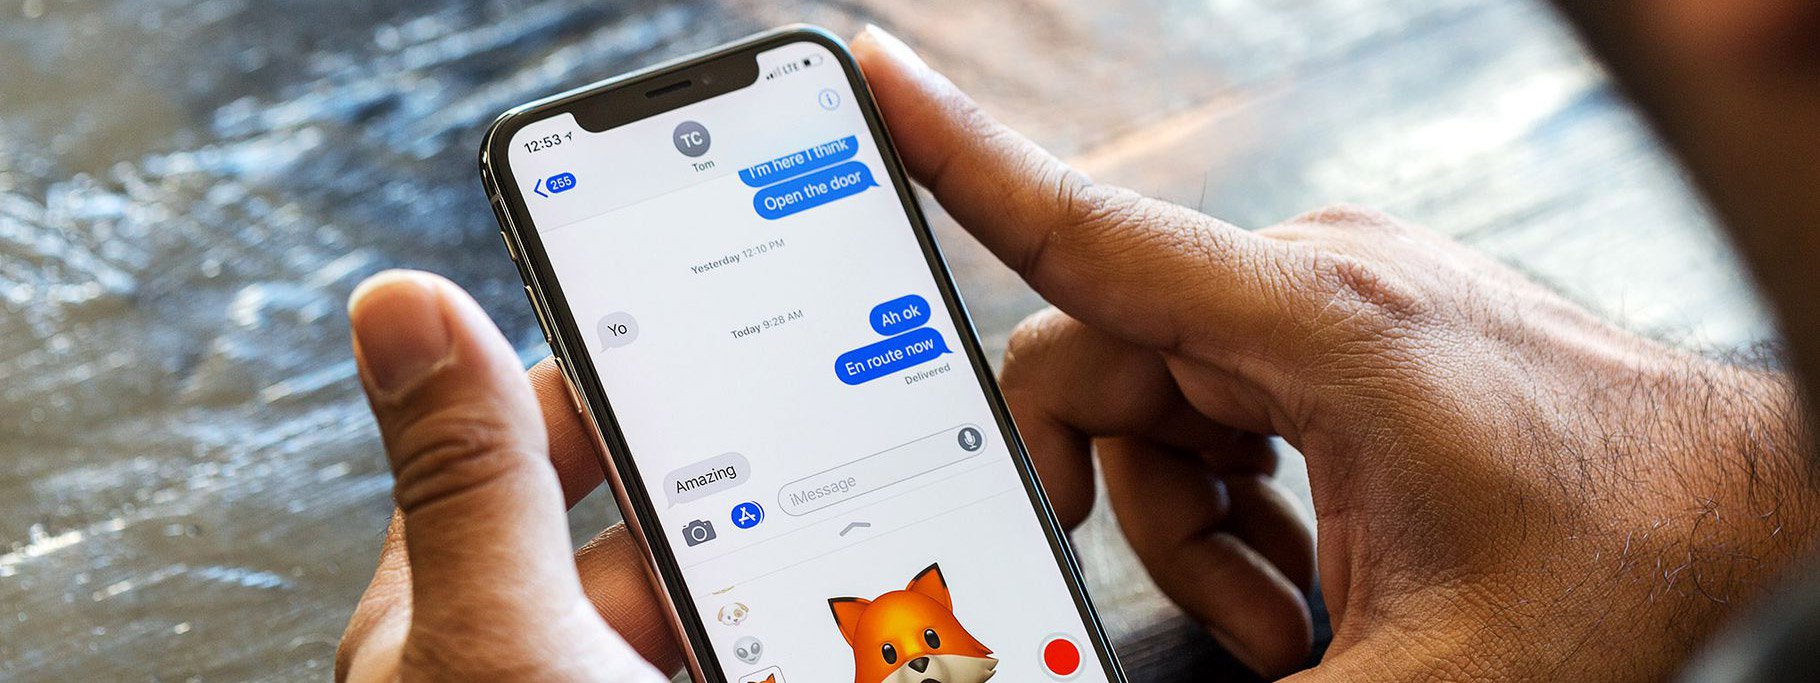 12:53
LTE
255
TC
Tom
I'm here I think
Open the door
Yesterday 12:10 PM
Yo
Today 9:28 AM
Ah ok
En route now
Delivered
Amazing
iMessage